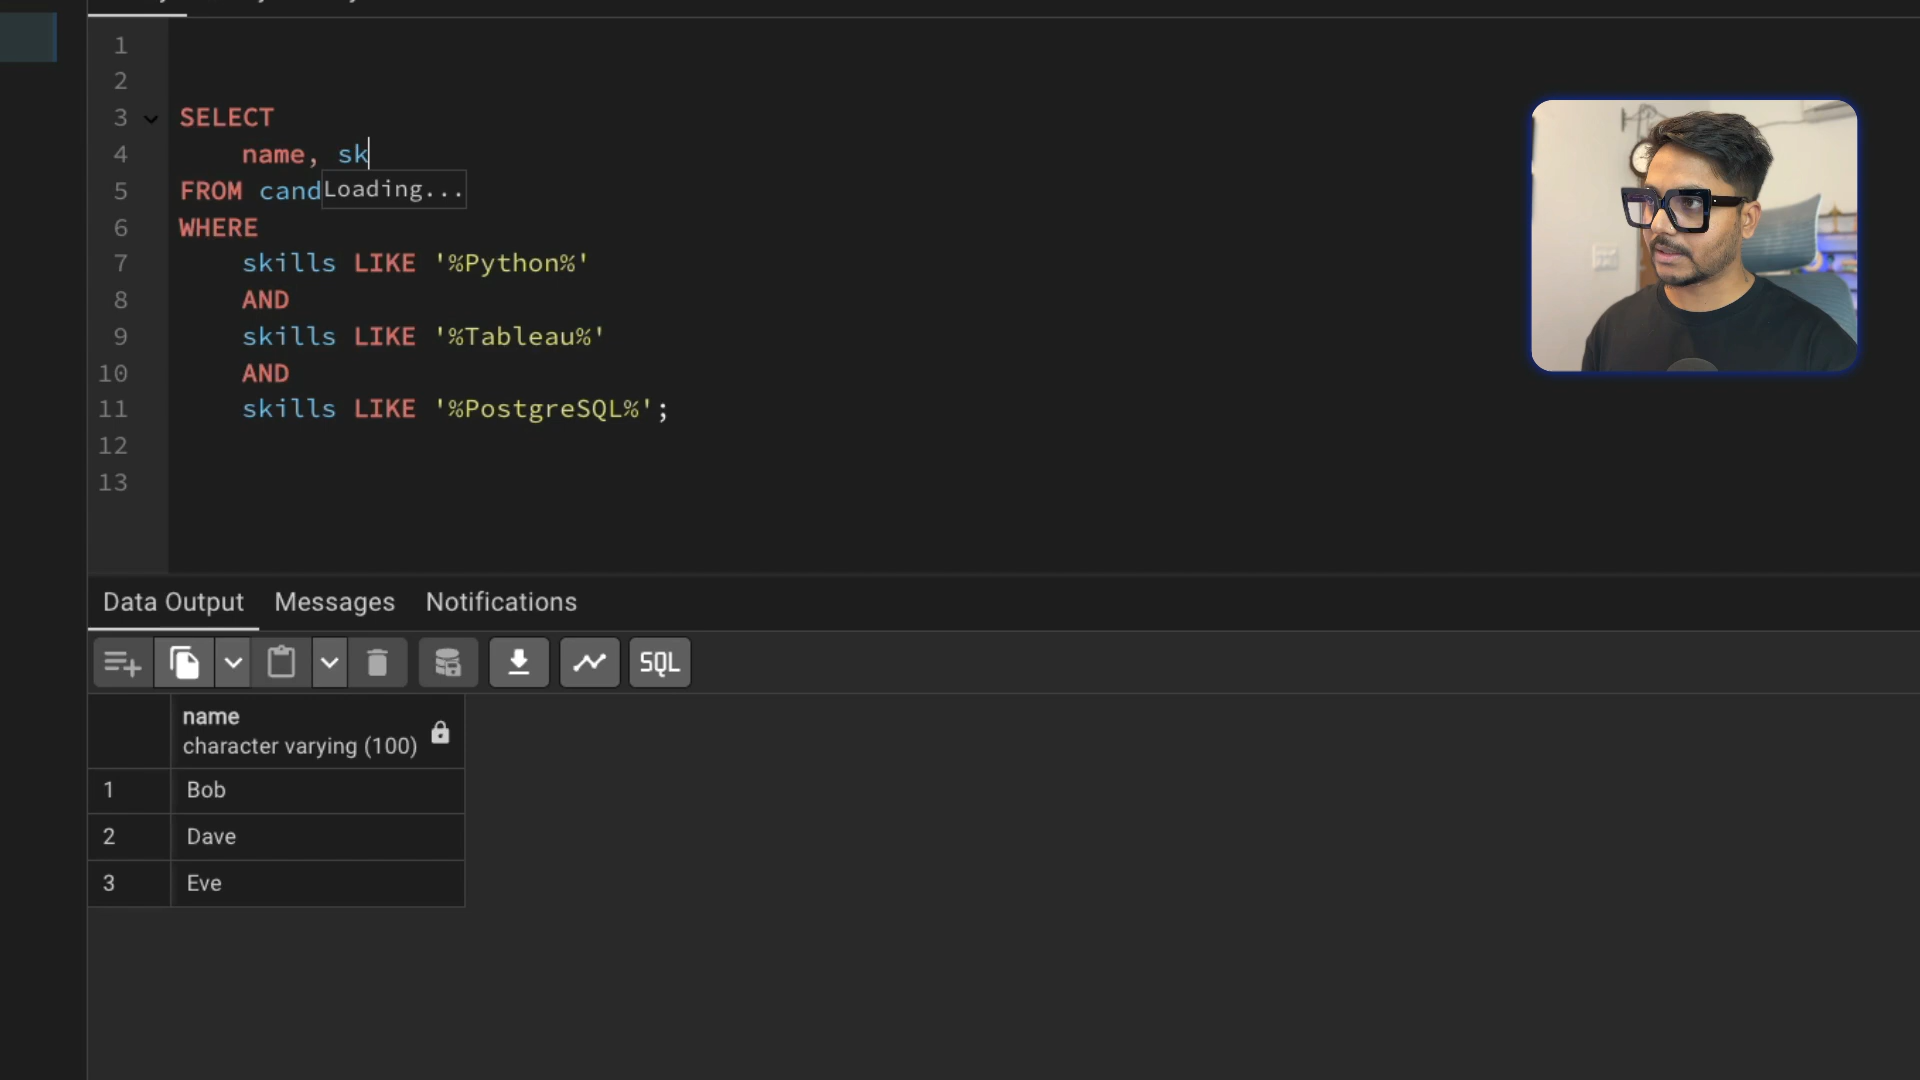 1
2
3 SELECT
4 name, sk
5 FROM cand
Loading...
6 WHERE
7 skills LIKE '%Python%'
8 AND
9 skills LIKE '%Tableau%'
10 AND
11 skills LIKE '%PostgreSQL%';
12
13
Data Output Messages Notifications
SQL
name
character varying (100)
1 Bob
2 Dave
3 Eve